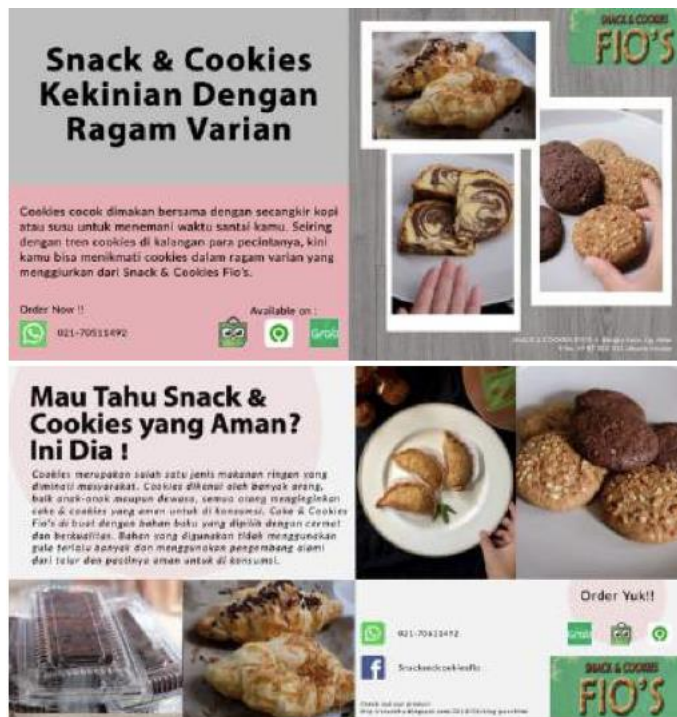 Snack & Cookies
Kekinian Dengan
Ragam Varian
SNACK & COOKIES
FIO'S
Cookies cocok dimakan bersama dengan secangkir kopi
atau susu untuk menemani waktu santai kamu. Seiring
dengan tren cookies di kalangan para pecintanya, kini
kamu bisa menikmati cookies dalam ragam varian yang
menggiurkan dari Snack & Cookies Fio's.
Order Now !!
Available on :
Grab
Mau Tahu Snack &
Cookies yang Aman?
Ini Dia !
Cookies merupakan salah satu jenis makanan ringan yang
diminati masyarakat. Cookies dikenal oleh banyak orang,
baik anak-anak maupun dewasa, semua orang menginginkan
cake & cookies yang aman untuk di konsumsi. Cake & Cookies
Fio's di buat dengan bahan baku yang dipilih dengan cermat
dan berkualitas. Bahan yang digunakan tidak menggunakan
gula terlalu banyak dan menggunakan pengembang alami
dari telur dan pastinya aman untuk di konsumsi.
Order Yuk!!
Grab
Snackandcookiesfio
Check out our product
SNACK & COOKIES
FIO'S